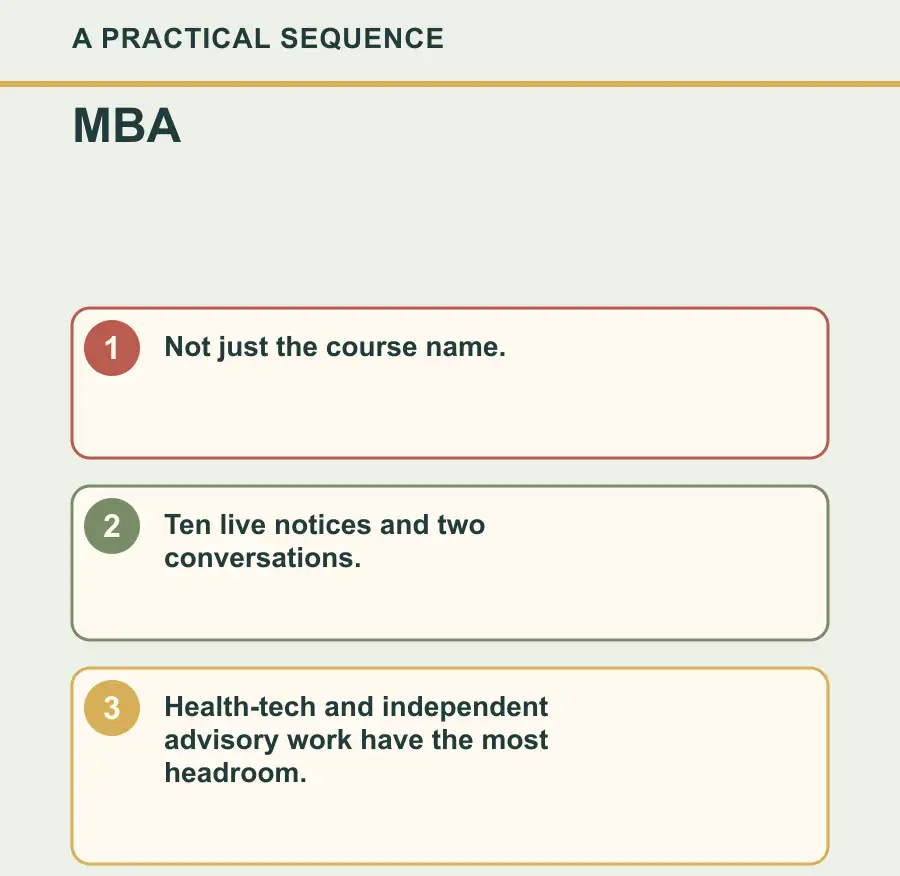 A PRACTICAL SEQUENCE
MBA
1
Not just the course name.
2
Ten live notices and two
conversations.
3
Health-tech and independent
advisory work have the most
headroom.